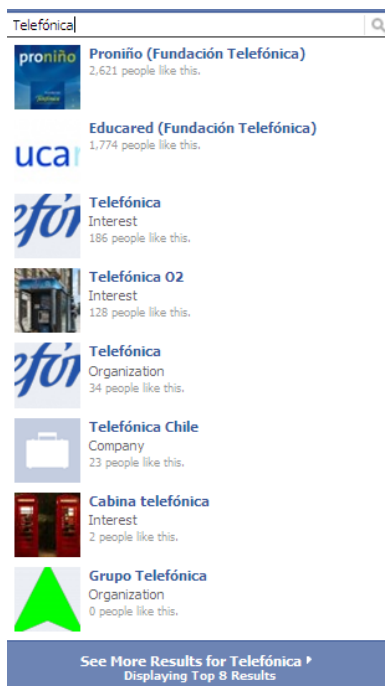 Telefónica
proniño
Telefónica
Proniño (Fundación Telefónica)
2,621 people like this.
uca
Educared (Fundación Telefónica)
1,774 people like this.
efón
Telefónica
Interest
186 people like this.
Telefónica O2
Interest
128 people like this.
efón
Telefónica
Organization
34 people like this.
Telefónica Chile
Company
23 people like this.
Cabina telefónica
Interest
2 people like this.
Grupo Telefónica
Organization
0 people like this.
See More Results for Telefónica
Displaying Top 8 Results